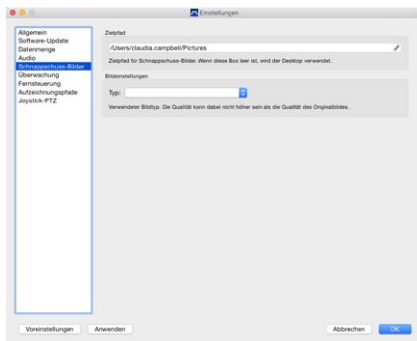 Einstellungen
Allgemein
Software-Update
Datenmenge
Audio
Schnappschuss-Bilder
Überwachung
Fernsteuerung
Aufzeichnungspfade
Joystick-PTZ
Zielpfad
/Users/claudia.campbell/Pictures
Zielpfad für Schnappschuss-Bilder. Wenn diese Box leer ist, wird der Desktop verwendet.
Bildeinstellungen
Typ:
Verwendeter Bildtyp. Die Qualität kann dabei nicht höher sein als die Qualität des Originalbildes.
Voreinstellungen
Anwenden
Abbrechen
OK